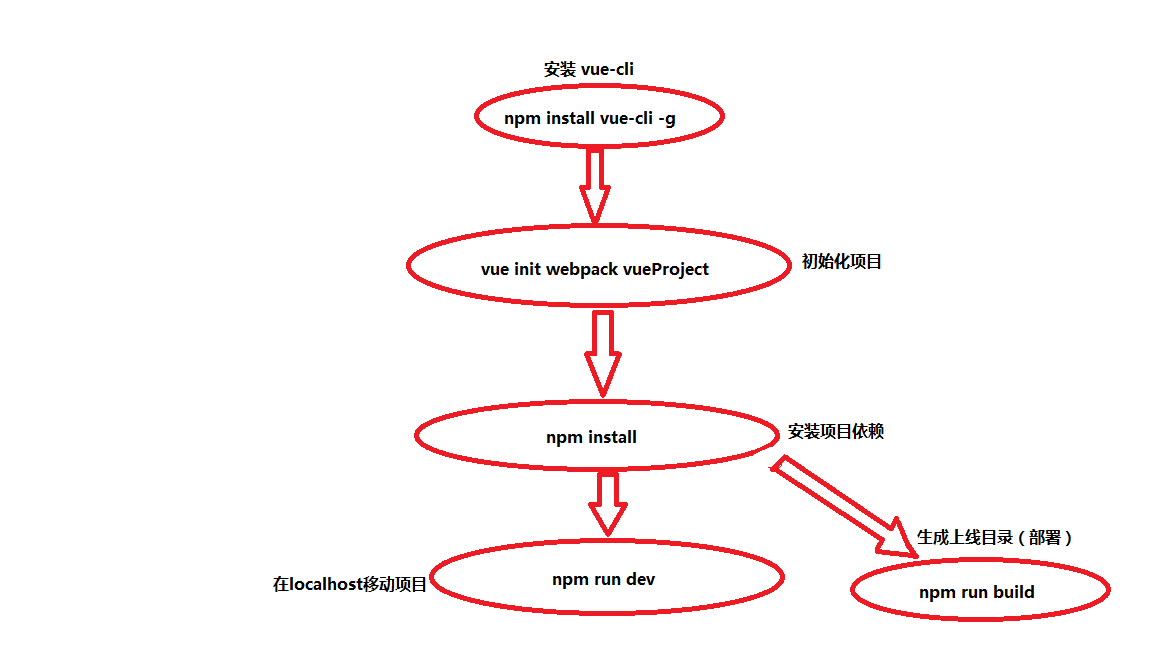 安装 vue-cli
npm install vue-cli -g
vue init webpack vueProject
初始化项目
npm install
安装项目依赖
生成上线目录（部署）
在localhost移动项目
npm run dev
npm run build